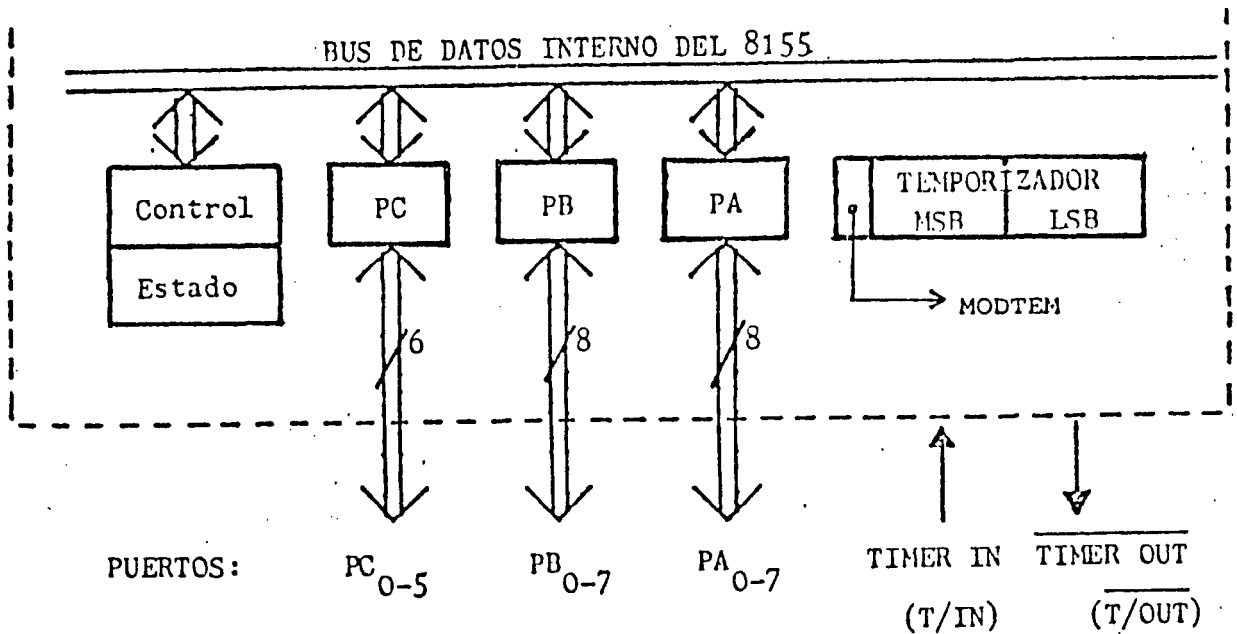 BUS DE DATOS INTERNO DEL 8155
Control
Estado
PC
PB
PA
TEMPORIZADOR
MSB
LSB
MODTEM
6
8
8
PUERTOS:
PC0-5
PB0-7
PA0-7
TIMER IN
(T/IN)
TIMER OUT
(T/OUT)